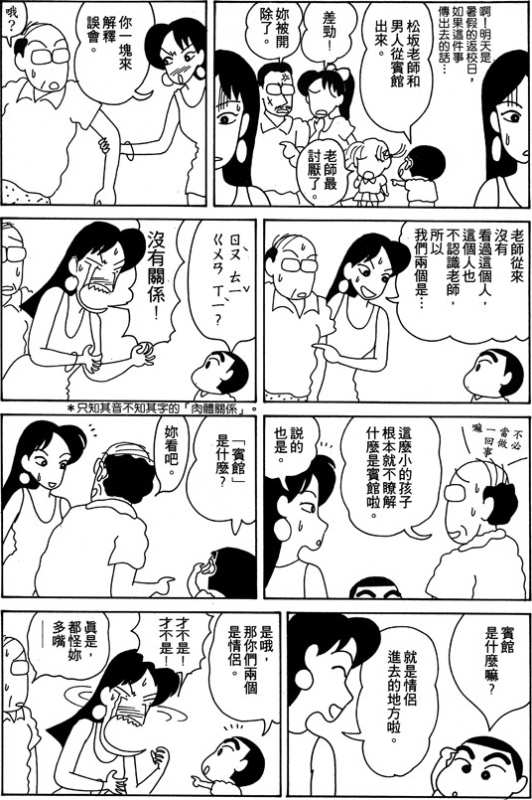 啊！明天是
暑假的返校日，
如果這件事
傳出去的話…
松坂老師和
男人從賓館
出來。
差勁！
妳被開
除了。
老師最
討厭了。
你一塊來
解釋
誤會。
哦？
老師從來
沒有
看過這個人，
這個人也
不認識老師，
所以
我們兩個是…
ㄖㄡˋ ㄊㄧˇ
ㄍㄨㄢ ㄒㄧ？
沒有關係！
＊只知其音不知其字的「肉體關係」。
不必
當做
一回事
嘛
這麼小的孩子
根本就不瞭解
什麼是賓館啦。
說的
也是。
「賓館」
是什麼？
妳看吧。
賓館
是什麼嘛？
就是情侶
進去的地方啦。
是哦，
那你們兩個
是情侶。
才不是！
才不是！
真是，
都怪妳
多嘴
——